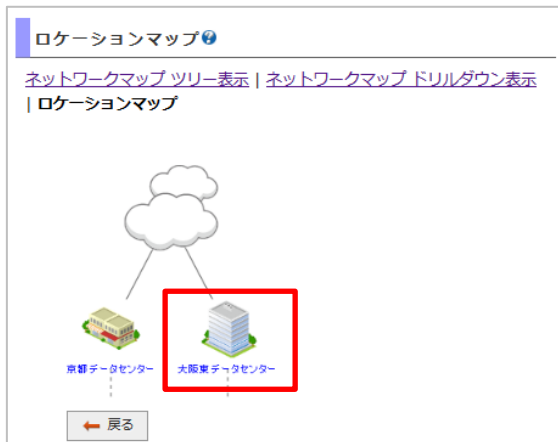 ロケーションマップ?
ネットワークマップ ツリー表示 | ネットワークマップ ドリルダウン表示
| ロケーションマップ
京都データセンター 大阪東データセンター
戻る